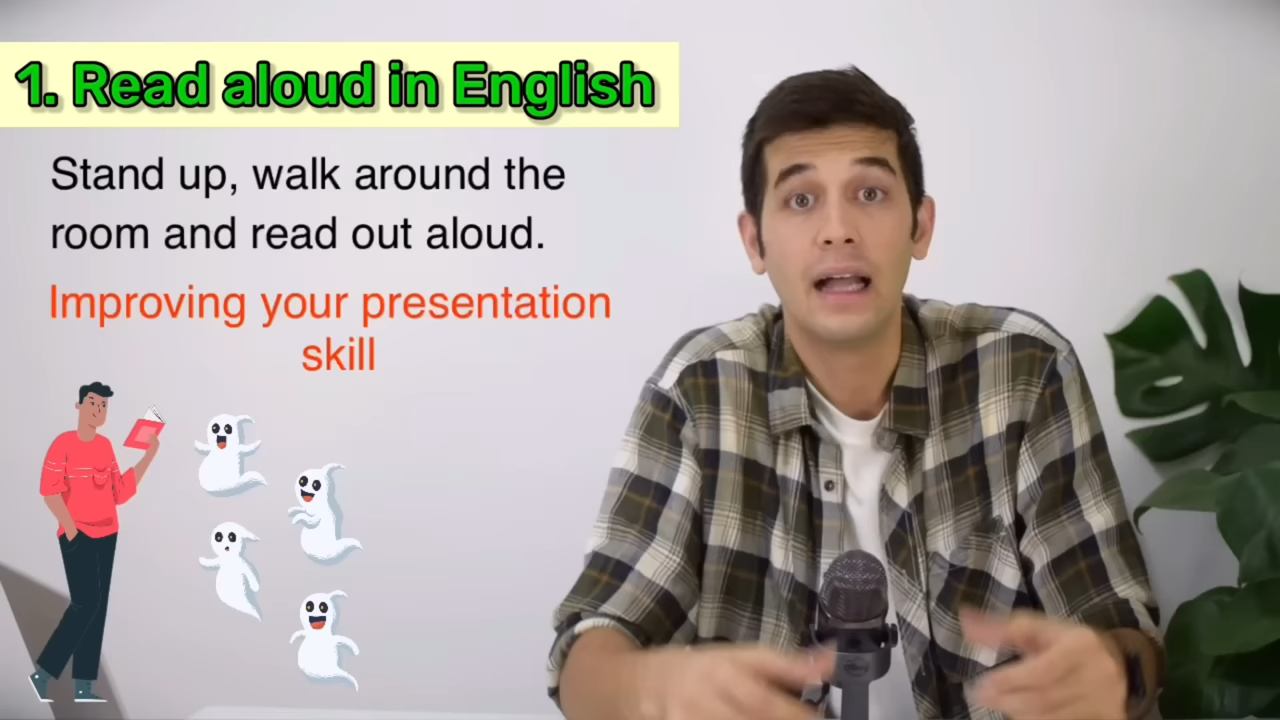 1. Read aloud in English
Stand up, walk around the
room and read out aloud.
Improving your presentation
skill